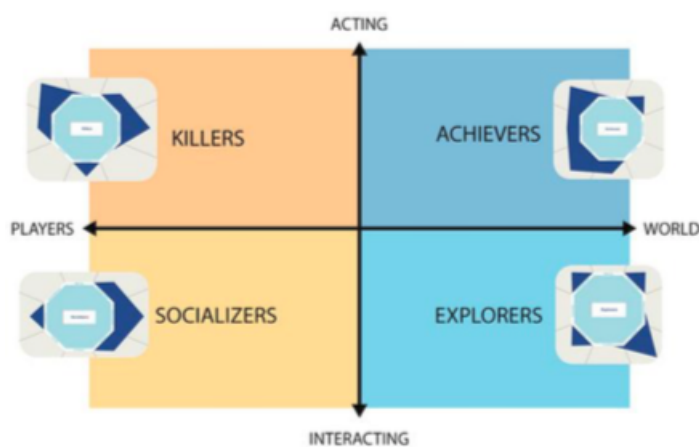 ACTING
KILLERS
ACHIEVERS
PLAYERS
WORLD
SOCIALIZERS
EXPLORERS
INTERACTING